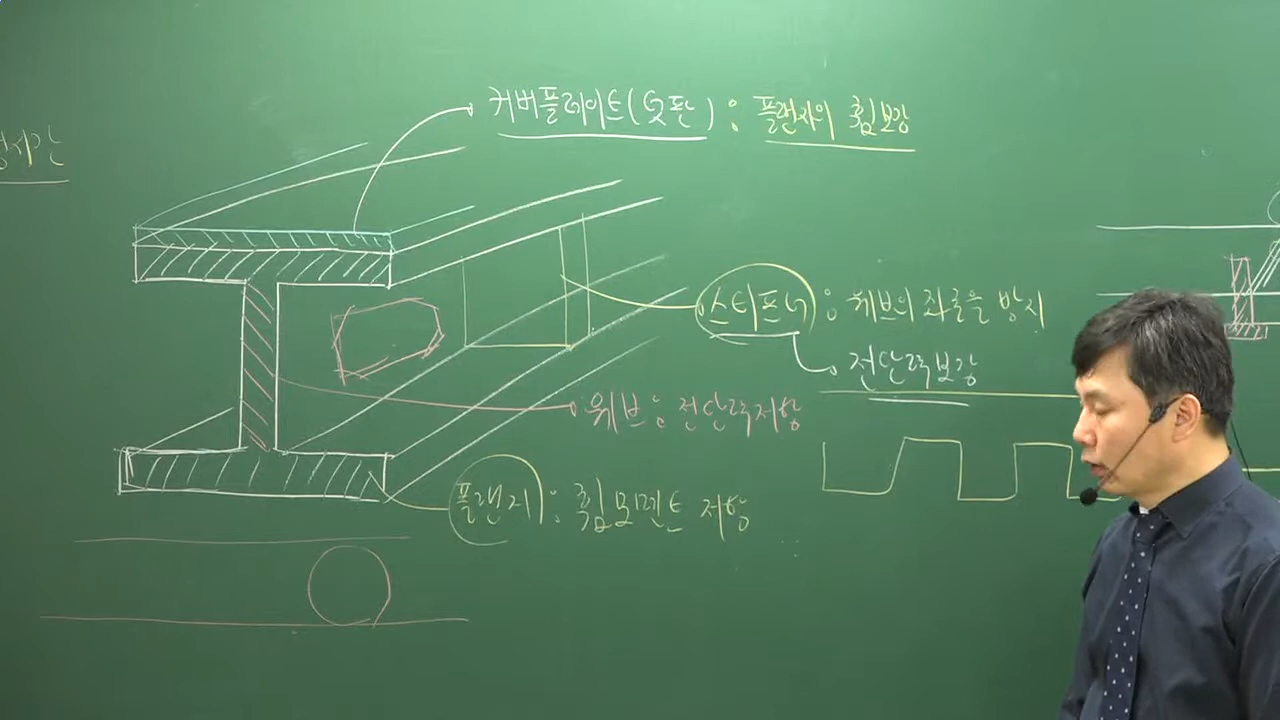 커버플레이트(덧판) : 플랜지의 휨보강
스티프너 : 웨브의 좌굴을 방지
전단력보강
웨브 : 전단력저항
플랜지 : 휨모멘트 저항